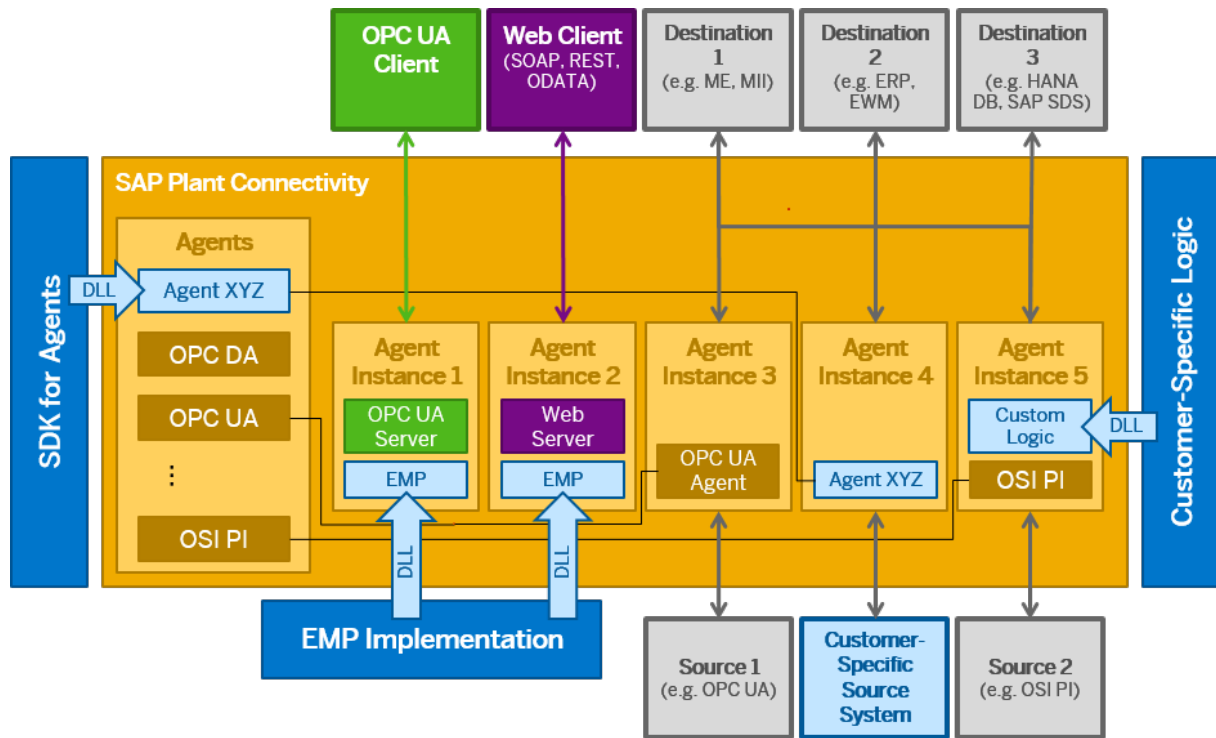 OPC UA
Client
Web Client
(SOAP, REST,
ODATA)
Destination
1
(e.g. ME, MII)
Destination
2
(e.g. ERP,
EWM)
Destination
3
(e.g. HANA
DB, SAP SDS)
SDK for Agents
SAP Plant Connectivity
Customer-Specific Logic
Agents
DLL
Agent XYZ
OPC DA
OPC UA
⋮
OSI PI
Agent
Instance 1
OPC UA
Server
EMP
DLL
Agent
Instance 2
Web
Server
EMP
DLL
Agent
Instance 3
OPC UA
Agent
Agent
Instance 4
Agent XYZ
Agent
Instance 5
Custom
Logic
DLL
OSI PI
EMP Implementation
Source 1
(e.g. OPC UA)
Customer-
Specific
Source
System
Source 2
(e.g. OSI PI)